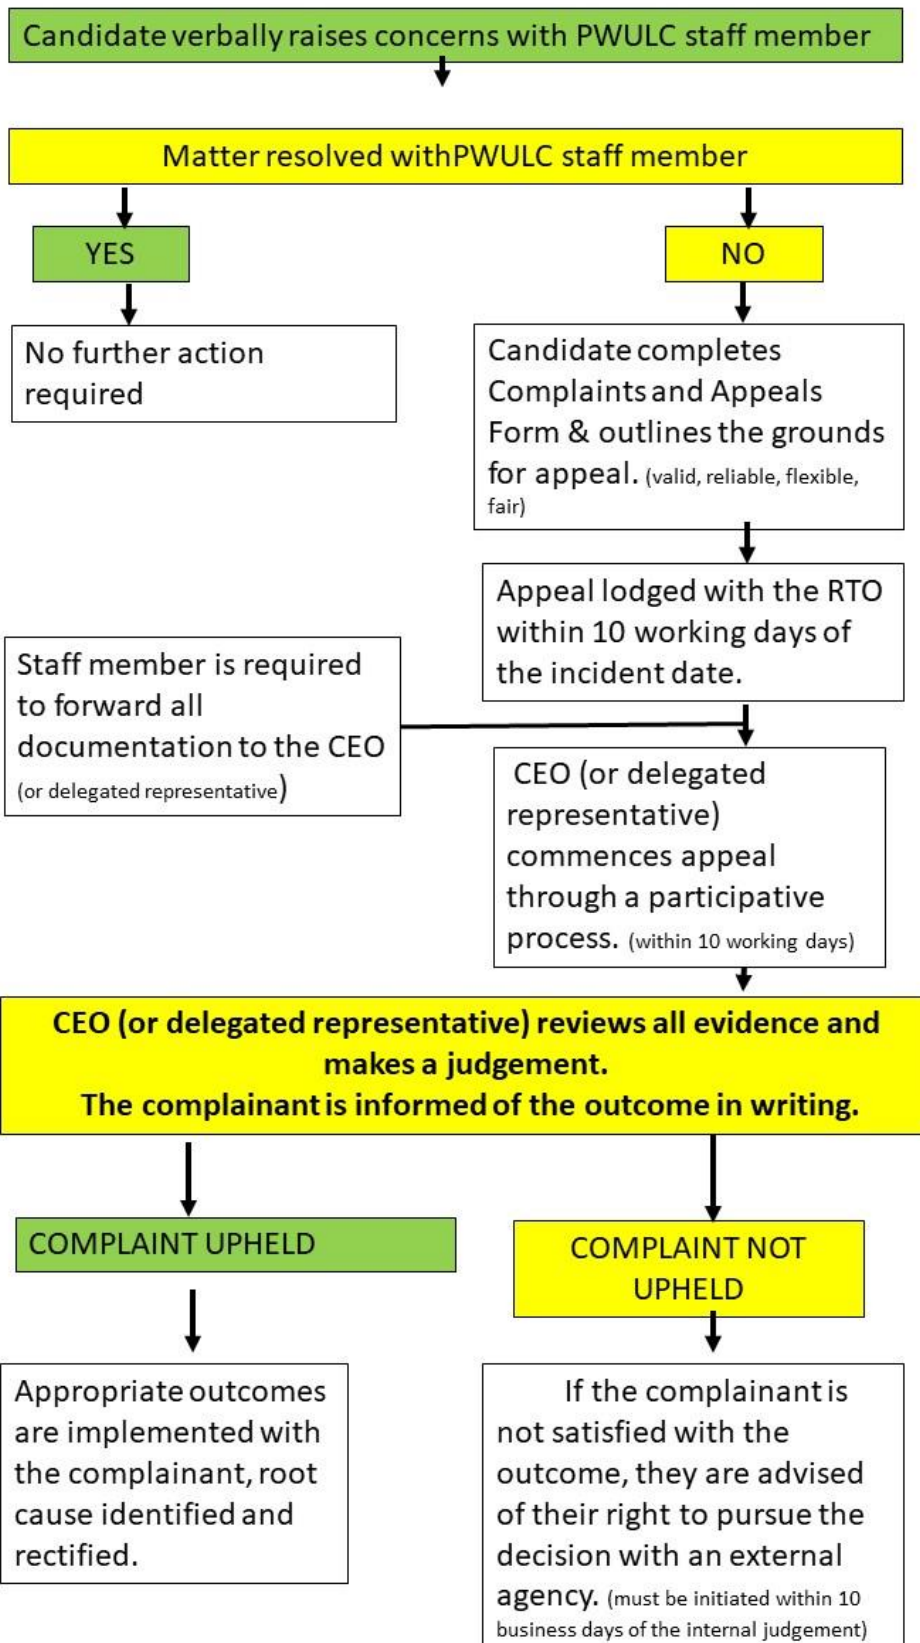 Candidate verbally raises concerns with PWULC staff member
Matter resolved withPWULC staff member
YES
NO
No further action
required
Candidate completes
Complaints and Appeals
Form & outlines the grounds
for appeal. (valid, reliable, flexible,
fair)
Appeal lodged with the RTO
within 10 working days of
the incident date.
Staff member is required
to forward all
documentation to the CEO
(or delegated representative)
CEO (or delegated
representative)
commences appeal
through a participative
process. (within 10 working days)
CEO (or delegated representative) reviews all evidence and
makes a judgement.
The complainant is informed of the outcome in writing.
COMPLAINT UPHELD
COMPLAINT NOT
UPHELD
Appropriate outcomes
are implemented with
the complainant, root
cause identified and
rectified.
If the complainant is
not satisfied with the
outcome, they are advised
of their right to pursue the
decision with an external
agency. (must be initiated within 10
business days of the internal judgement)